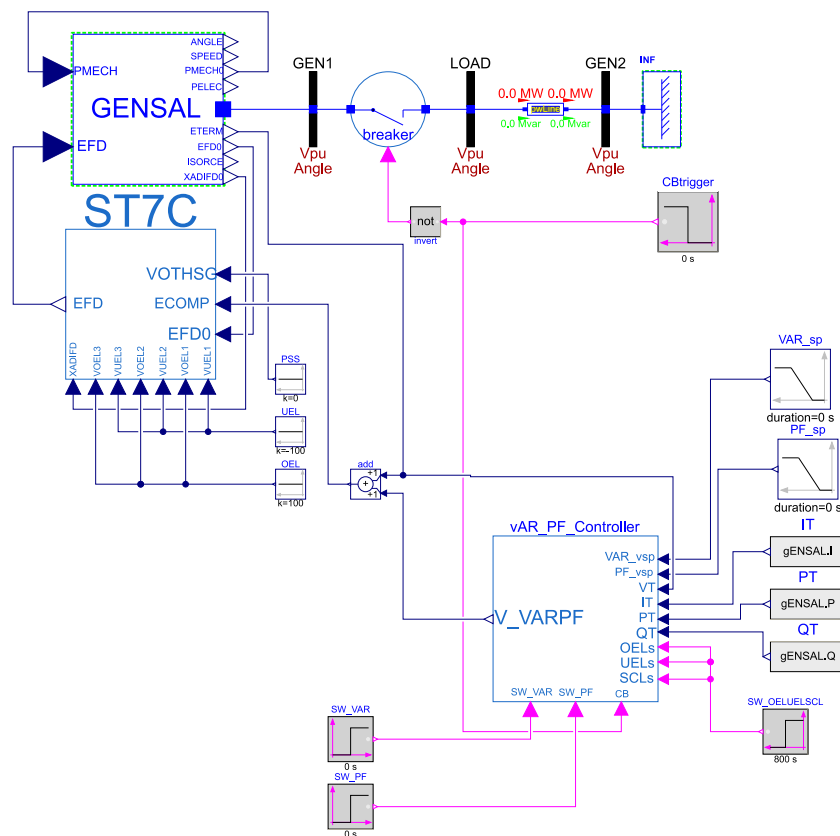 ANGLE
SPEED
PMECH
PMECH0
PELEC
GENSAL
EFD
ETERM
EFD0
ISORCE
XADIFD0
GEN1
LOAD
GEN2
INF
0.0 MW 0.0 MW
PwLine
0.0 Mvar 0.0 Mvar
breaker
Vpu
Angle
Vpu
Angle
Vpu
Angle
CBtrigger
0 s
not
invert
ST7C
VOTHSG
EFD
ECOMP
EFD0
XADIFD
VOEL3
VUEL3
VOEL2
VUEL2
VOEL1
VUEL1
PSS
k=0
UEL
k=-100
OEL
k=100
add
+1
+
+1
VAR_sp
duration=0 s
PF_sp
duration=0 s
vAR_PF_Controller
VAR_vsp
PF_vsp
VT
IT
PT
QT
OELs
UELs
SCLs
V_VARPF
SW_VAR
SW_PF
CB
IT
gENSAL.I
PT
gENSAL.P
QT
gENSAL.Q
SW_OELUELSCL
800 s
SW_VAR
0 s
SW_PF
0 s